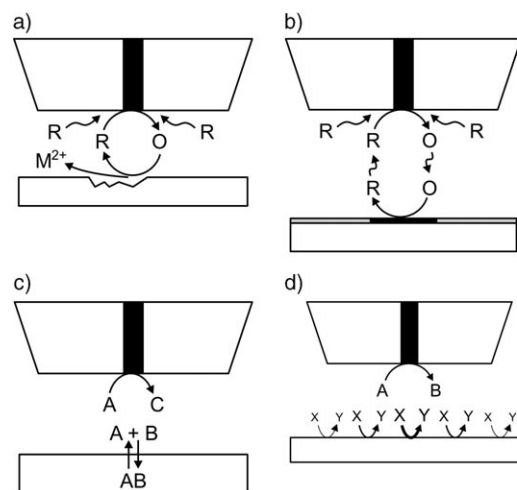 a)
R R O R
M²⁺
b)
R R O R
R O
c)
A C
A + B
AB
d)
A B
X Y X Y X Y X Y X Y